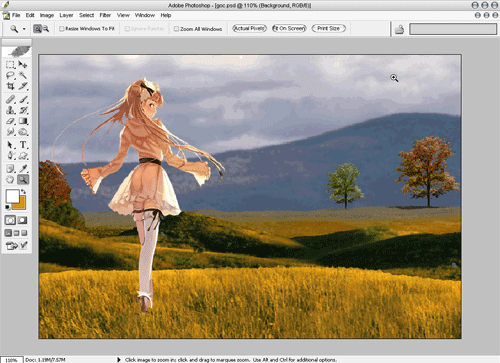 Adobe Photoshop - [goc.psd @ 110% (Background, RGB/8)]
File Edit Image Layer Select Filter View Window Help
Resize Windows To Fit Ignore Palettes Zoom All Windows Actual Pixels Fit On Screen Print Size
T
110% Doc: 1.19M/7.57M Click image to zoom in; click and drag to marquee zoom. Use Alt and Ctrl for additional options.